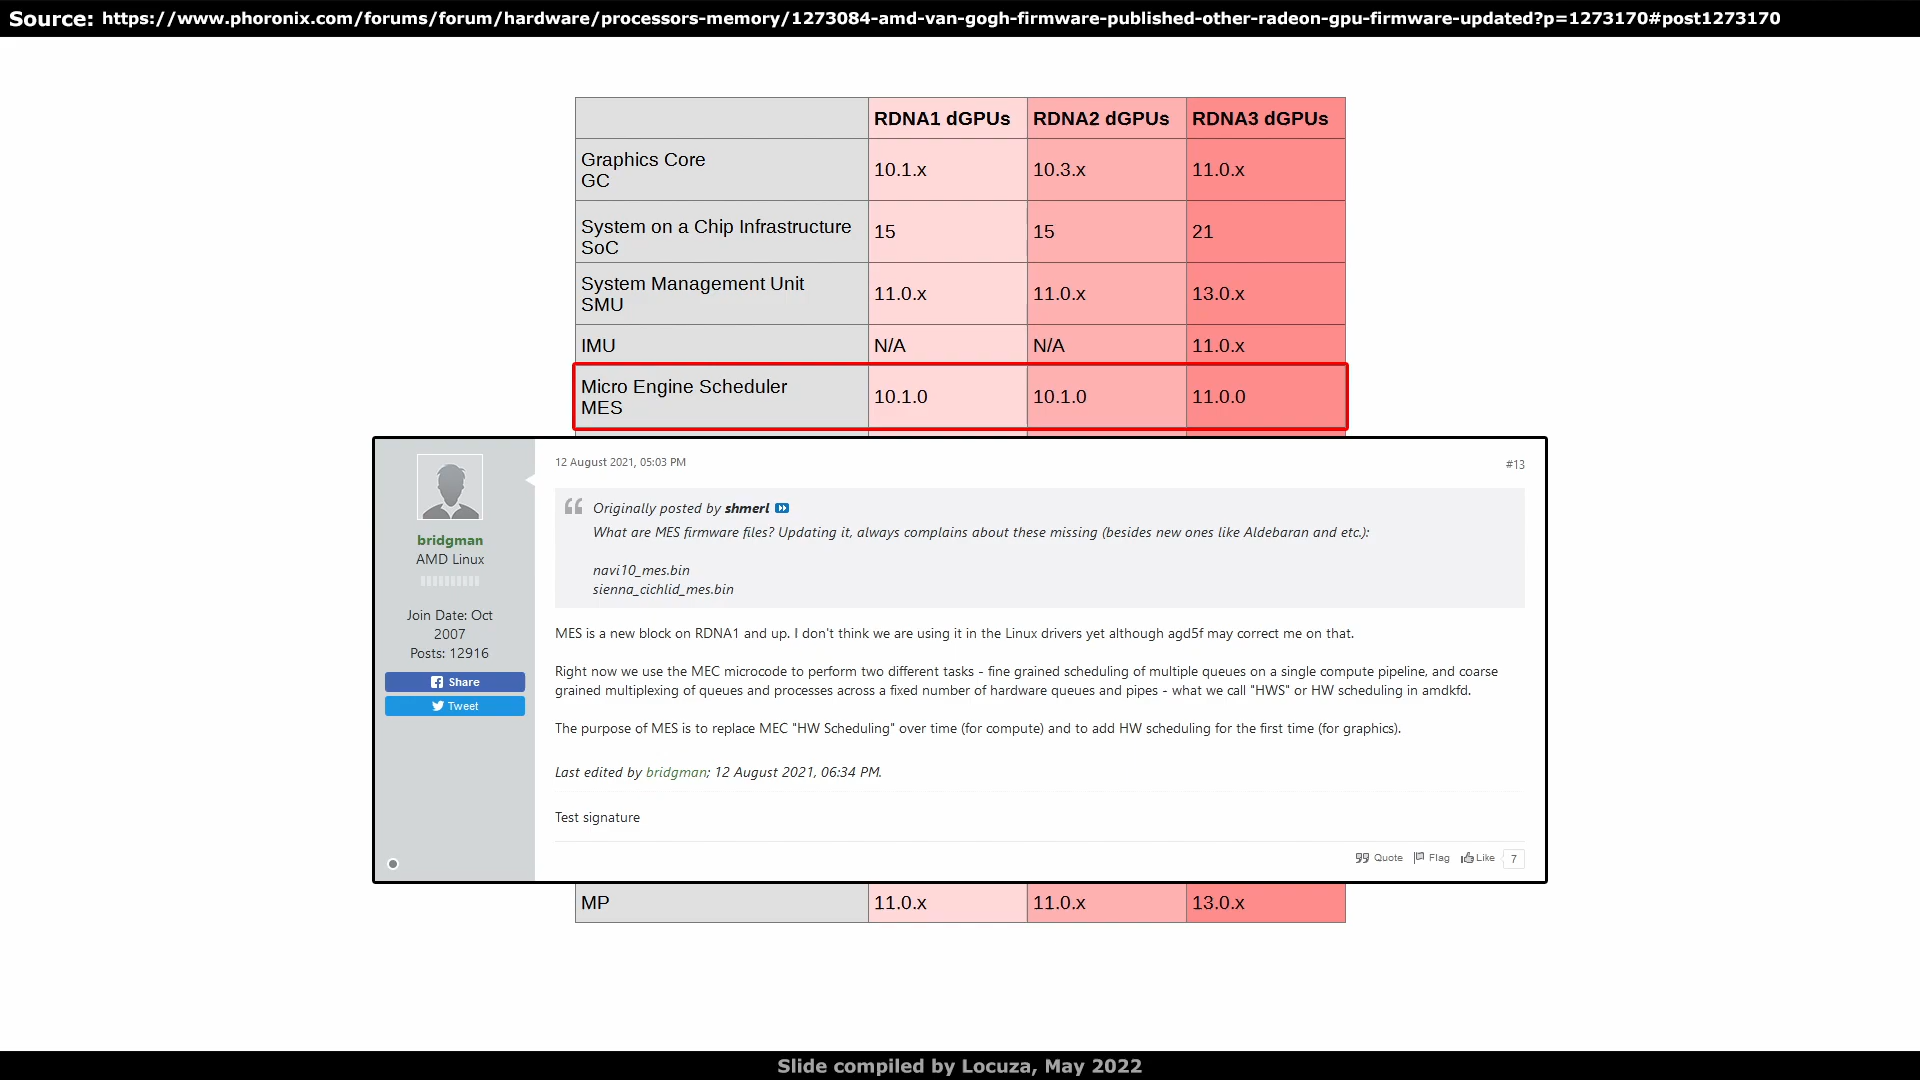 Source: https://www.phoronix.com/forums/forum/hardware/processors-memory/1273084-amd-van-gogh-firmware-published-other-radeon-gpu-firmware-updated?p=1273170#post1273170
RDNA1 dGPUs RDNA2 dGPUs RDNA3 dGPUs
Graphics Core
GC
10.1.x 10.3.x 11.0.x
System on a Chip Infrastructure
SoC
15 15 21
System Management Unit
SMU
11.0.x 11.0.x 13.0.x
IMU N/A N/A 11.0.x
Micro Engine Scheduler
MES
10.1.0 10.1.0 11.0.0
bridgman
AMD Linux
Join Date: Oct
2007
Posts: 12916
Share
Tweet
12 August 2021, 05:03 PM
#13
Originally posted by shmerl
What are MES firmware files? Updating it, always complains about these missing (besides new ones like Aldebaran and etc.):
navi10_mes.bin
sienna_cichlid_mes.bin
MES is a new block on RDNA1 and up. I don't think we are using it in the Linux drivers yet although agd5f may correct me on that.
Right now we use the MEC microcode to perform two different tasks - fine grained scheduling of multiple queues on a single compute pipeline, and coarse
grained multiplexing of queues and processes across a fixed number of hardware queues and pipes - what we call "HWS" or HW scheduling in amdkfd.
The purpose of MES is to replace MEC "HW Scheduling" over time (for compute) and to add HW scheduling for the first time (for graphics).
Last edited by bridgman; 12 August 2021, 06:34 PM.
Test signature
Quote Flag Like 7
MP 11.0.x 11.0.x 13.0.x
Slide compiled by Locuza, May 2022